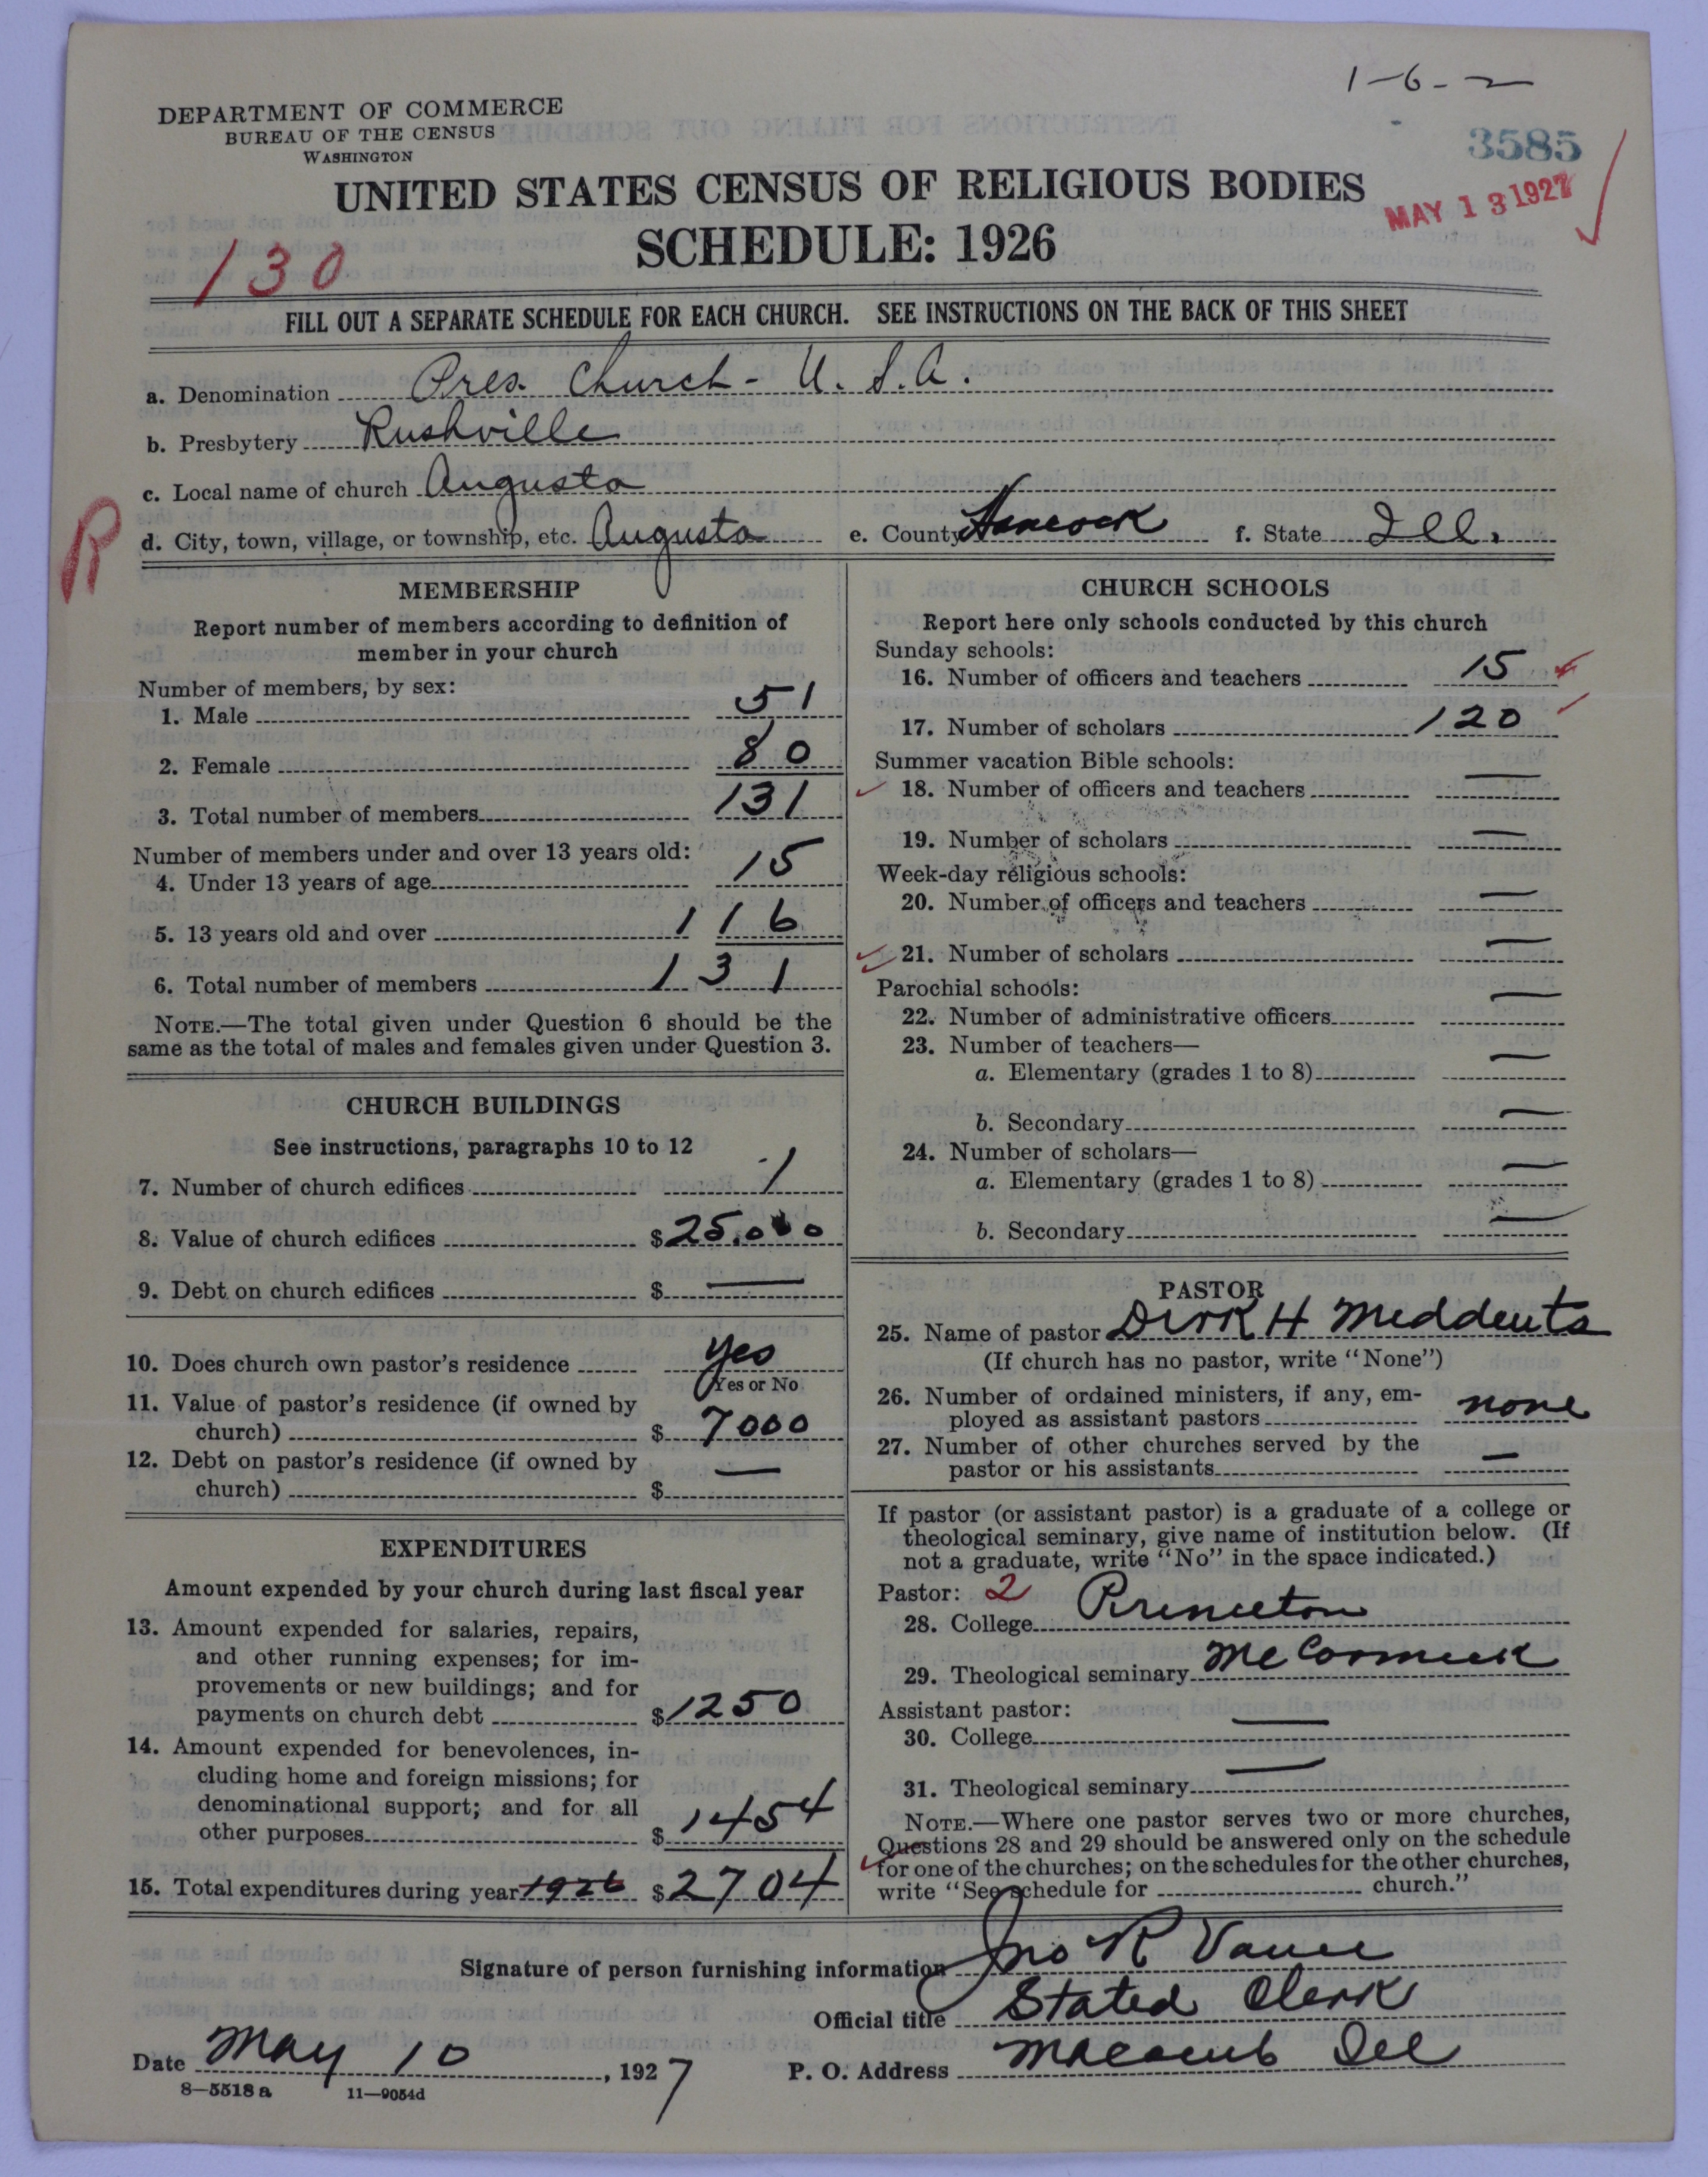 1-6-2
DEPARTMENT OF COMMERCE
BUREAU OF THE CENSUS
WASHINGTON
3585
UNITED STATES CENSUS OF RELIGIOUS BODIES
MAY 13 1927
SCHEDULE: 1926
130
FILL OUT A SEPARATE SCHEDULE FOR EACH CHURCH. SEE INSTRUCTIONS ON THE BACK OF THIS SHEET
a. Denomination Pres. Church - U.S.A.
b. Presbytery Rushville
c. Local name of church Augusta
R
d. City, town, village, or township, etc. Augusta e. County Hancock f. State Ill.
MEMBERSHIP
Report number of members according to definition of
member in your church
Number of members, by sex:
1. Male 51
2. Female 80
3. Total number of members 131
Number of members under and over 13 years old:
4. Under 13 years of age 15
5. 13 years old and over 116
6. Total number of members 131
NOTE.—The total given under Question 6 should be the
same as the total of males and females given under Question 3.
CHURCH BUILDINGS
See instructions, paragraphs 10 to 12
7. Number of church edifices 1
8. Value of church edifices $25,000
9. Debt on church edifices $ —
10. Does church own pastor's residence Yes
Yes or No
11. Value of pastor's residence (if owned by
church) $ 7000
12. Debt on pastor's residence (if owned by
church) $ —
EXPENDITURES
Amount expended by your church during last fiscal year
13. Amount expended for salaries, repairs,
and other running expenses; for im-
provements or new buildings; and for
payments on church debt $1250
14. Amount expended for benevolences, in-
cluding home and foreign missions; for
denominational support; and for all
other purposes $ 1454
15. Total expenditures during year 1926 $2704
CHURCH SCHOOLS
Report here only schools conducted by this church
Sunday schools:
16. Number of officers and teachers 15
17. Number of scholars 120
Summer vacation Bible schools:
18. Number of officers and teachers —
19. Number of scholars —
Week-day religious schools:
20. Number of officers and teachers —
21. Number of scholars —
Parochial schools:
22. Number of administrative officers —
23. Number of teachers—
a. Elementary (grades 1 to 8) —
b. Secondary —
24. Number of scholars—
a. Elementary (grades 1 to 8) —
b. Secondary —
PASTOR
25. Name of pastor Dirk H Meddents
(If church has no pastor, write "None")
26. Number of ordained ministers, if any, em-
ployed as assistant pastors none
27. Number of other churches served by the
pastor or his assistants —
If pastor (or assistant pastor) is a graduate of a college or
theological seminary, give name of institution below. (If
not a graduate, write "No" in the space indicated.)
Pastor: 2
28. College Princeton
29. Theological seminary McCormick
Assistant pastor:
30. College —
31. Theological seminary —
NOTE.—Where one pastor serves two or more churches,
Questions 28 and 29 should be answered only on the schedule
for one of the churches; on the schedules for the other churches,
write "See schedule for church."
Signature of person furnishing information Jno R Vance
Official title Stated Clerk
Date May 10, 1927 P. O. Address Macomb Ill
8—5518 a 11—9054d